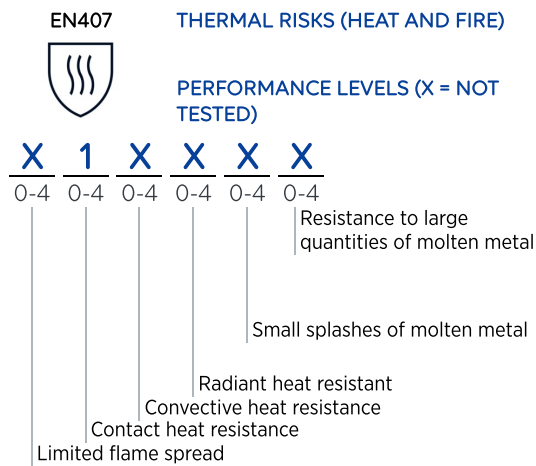 EN407
THERMAL RISKS (HEAT AND FIRE)
PERFORMANCE LEVELS (X = NOT
TESTED)
X 1 X X X X
0-4 0-4 0-4 0-4 0-4 0-4
Resistance to large
quantities of molten metal
Small splashes of molten metal
Radiant heat resistant
Convective heat resistance
Contact heat resistance
Limited flame spread